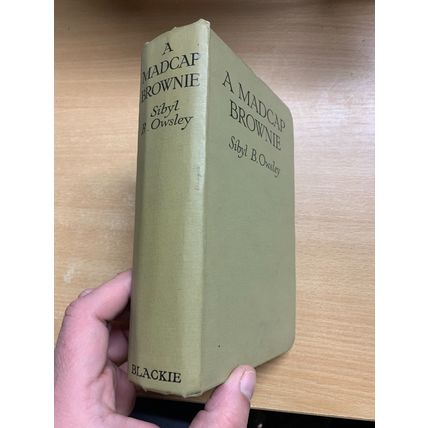 A
MADCAP
BROWNIE
Sibyl
B. Owsley
BLACKIE
A MADCAP
BROWNIE
Sibyl B. Owsley